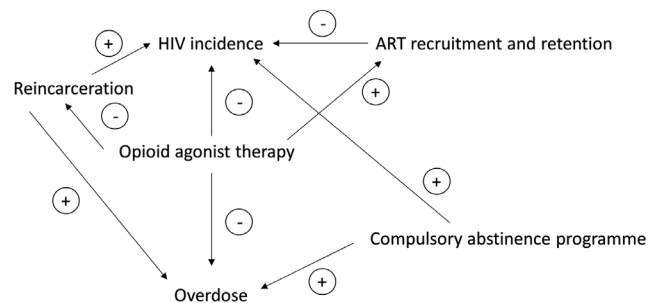 +
-
HIV incidence
ART recruitment and retention
Reincarceration
-
+
-
Opioid agonist therapy
+
+
-
Compulsory abstinence programme
+
Overdose